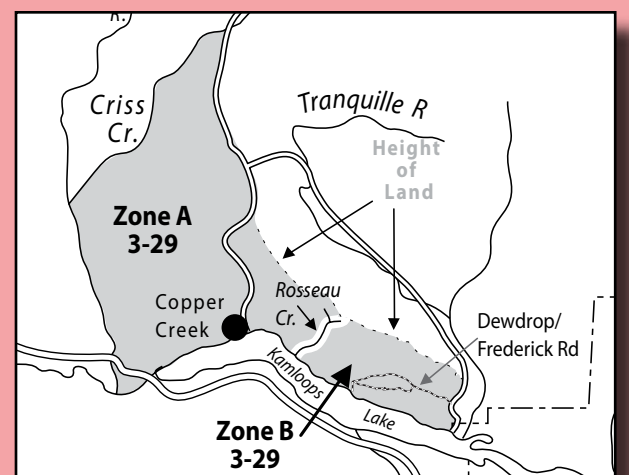 R.
Criss
Cr.
Tranquille R
Height
of
Land
Zone A
3-29
Rosseau
Cr.
Copper
Creek
Dewdrop/
Frederick Rd
Kamloops
Lake
Zone B
3-29